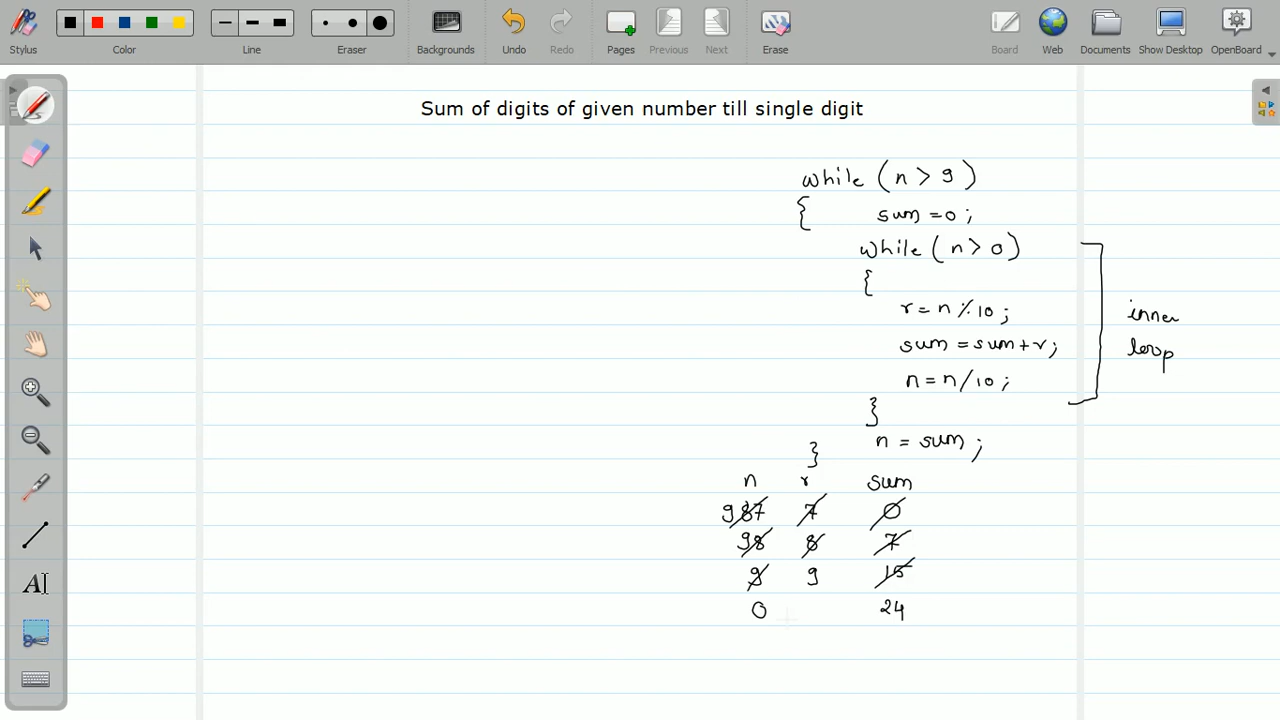 Stylus Color Line Eraser Backgrounds Undo Redo Pages Previous Next Erase Board Web Documents Show Desktop OpenBoard
Sum of digits of given number till single digit
while (n > 9)
{ sum = 0;
while (n > 0)
{
r = n % 10;
sum = sum + r;
n = n / 10;
}
n = sum;
}
inner
loop
n r sum
987 7 0
98 8 7
9 9 15
0 24